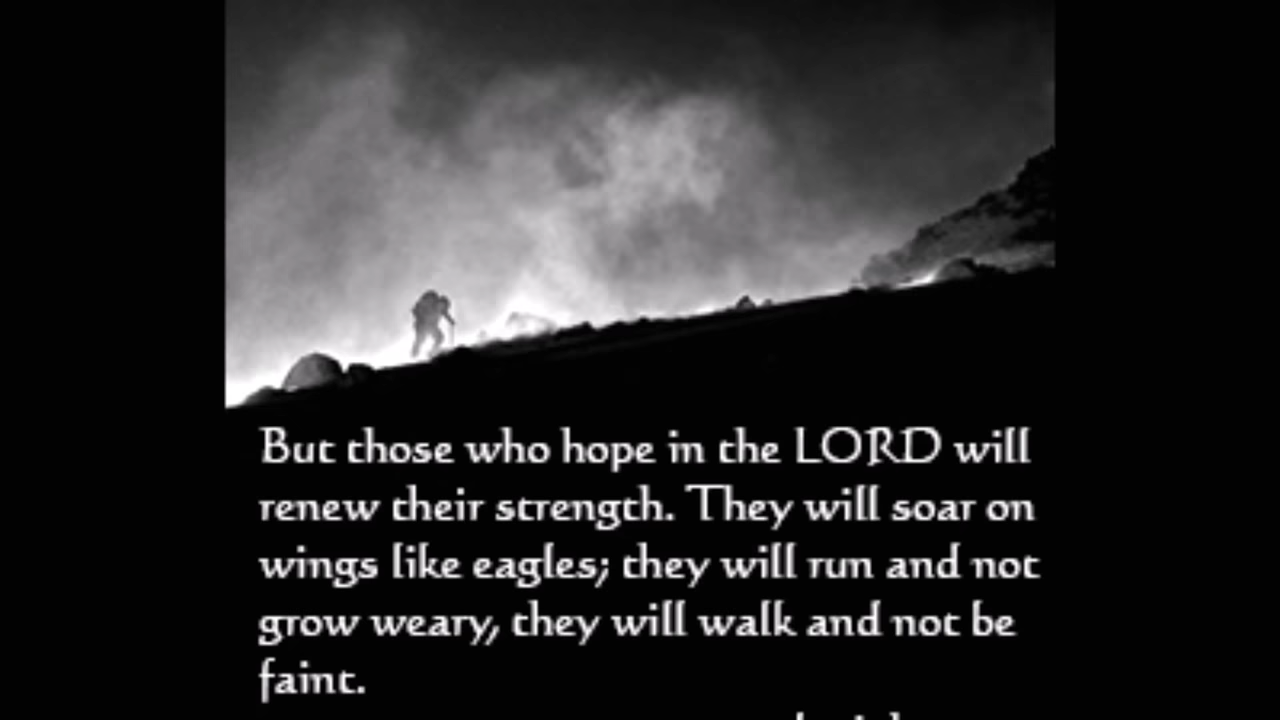 But those who hope in the LORD will
renew their strength. They will soar on
wings like eagles; they will run and not
grow weary, they will walk and not be
faint.